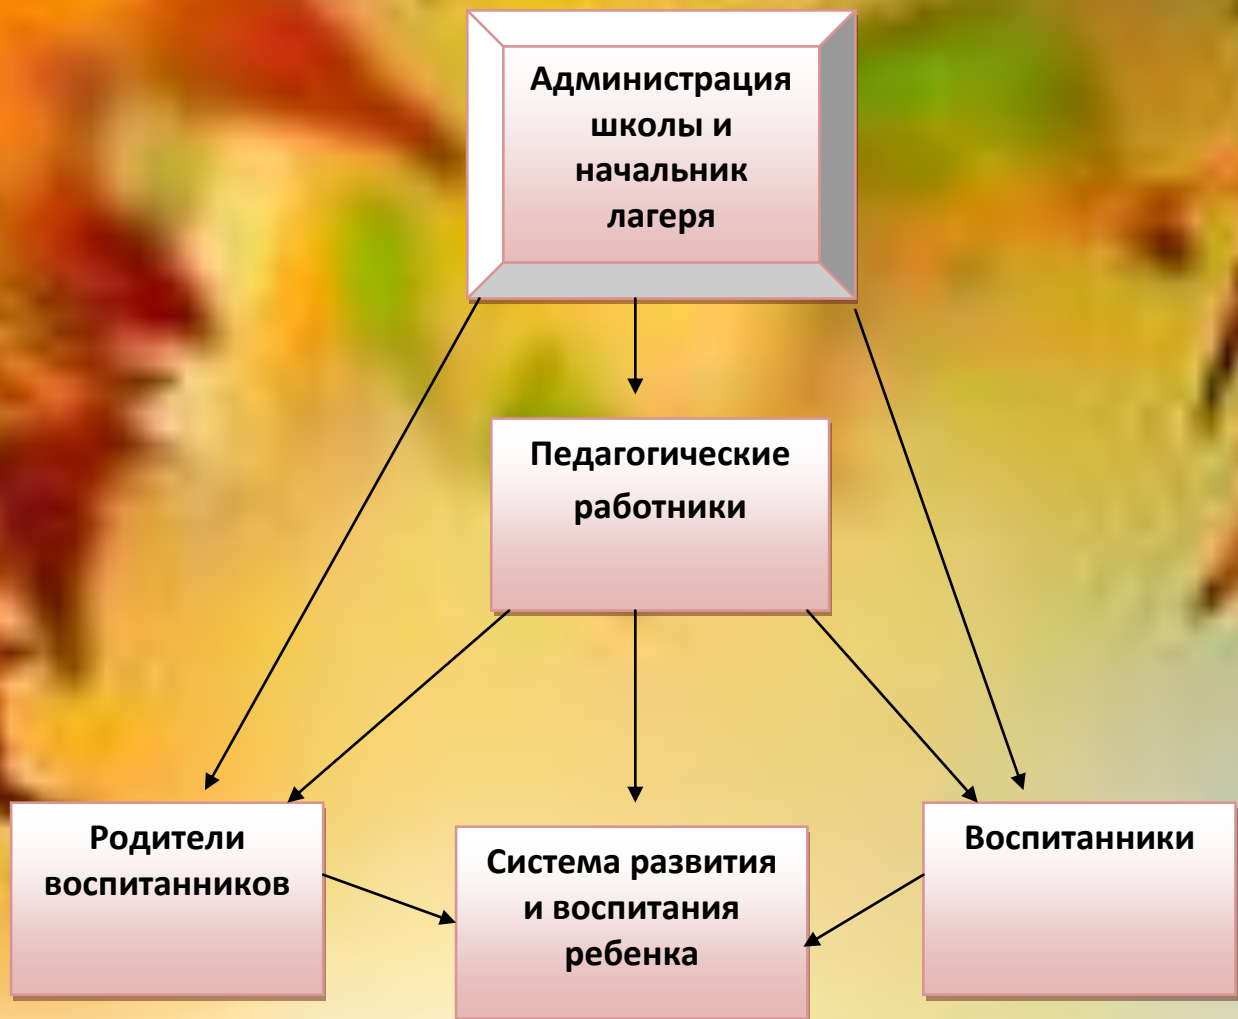 Администрация
школы и
начальник
лагеря
Педагогические
работники
Родители
воспитанников
Система развития
и воспитания
ребенка
Воспитанники